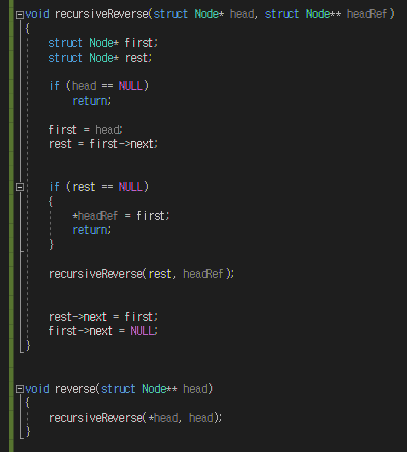 void recursiveReverse(struct Node* head, struct Node** headRef)
{
struct Node* first;
struct Node* rest;
if (head == NULL)
return;
first = head;
rest = first->next;
if (rest == NULL)
{
*headRef = first;
return;
}
recursiveReverse(rest, headRef);
rest->next = first;
first->next = NULL;
}
void reverse(struct Node** head)
{
recursiveReverse(*head, head);
}